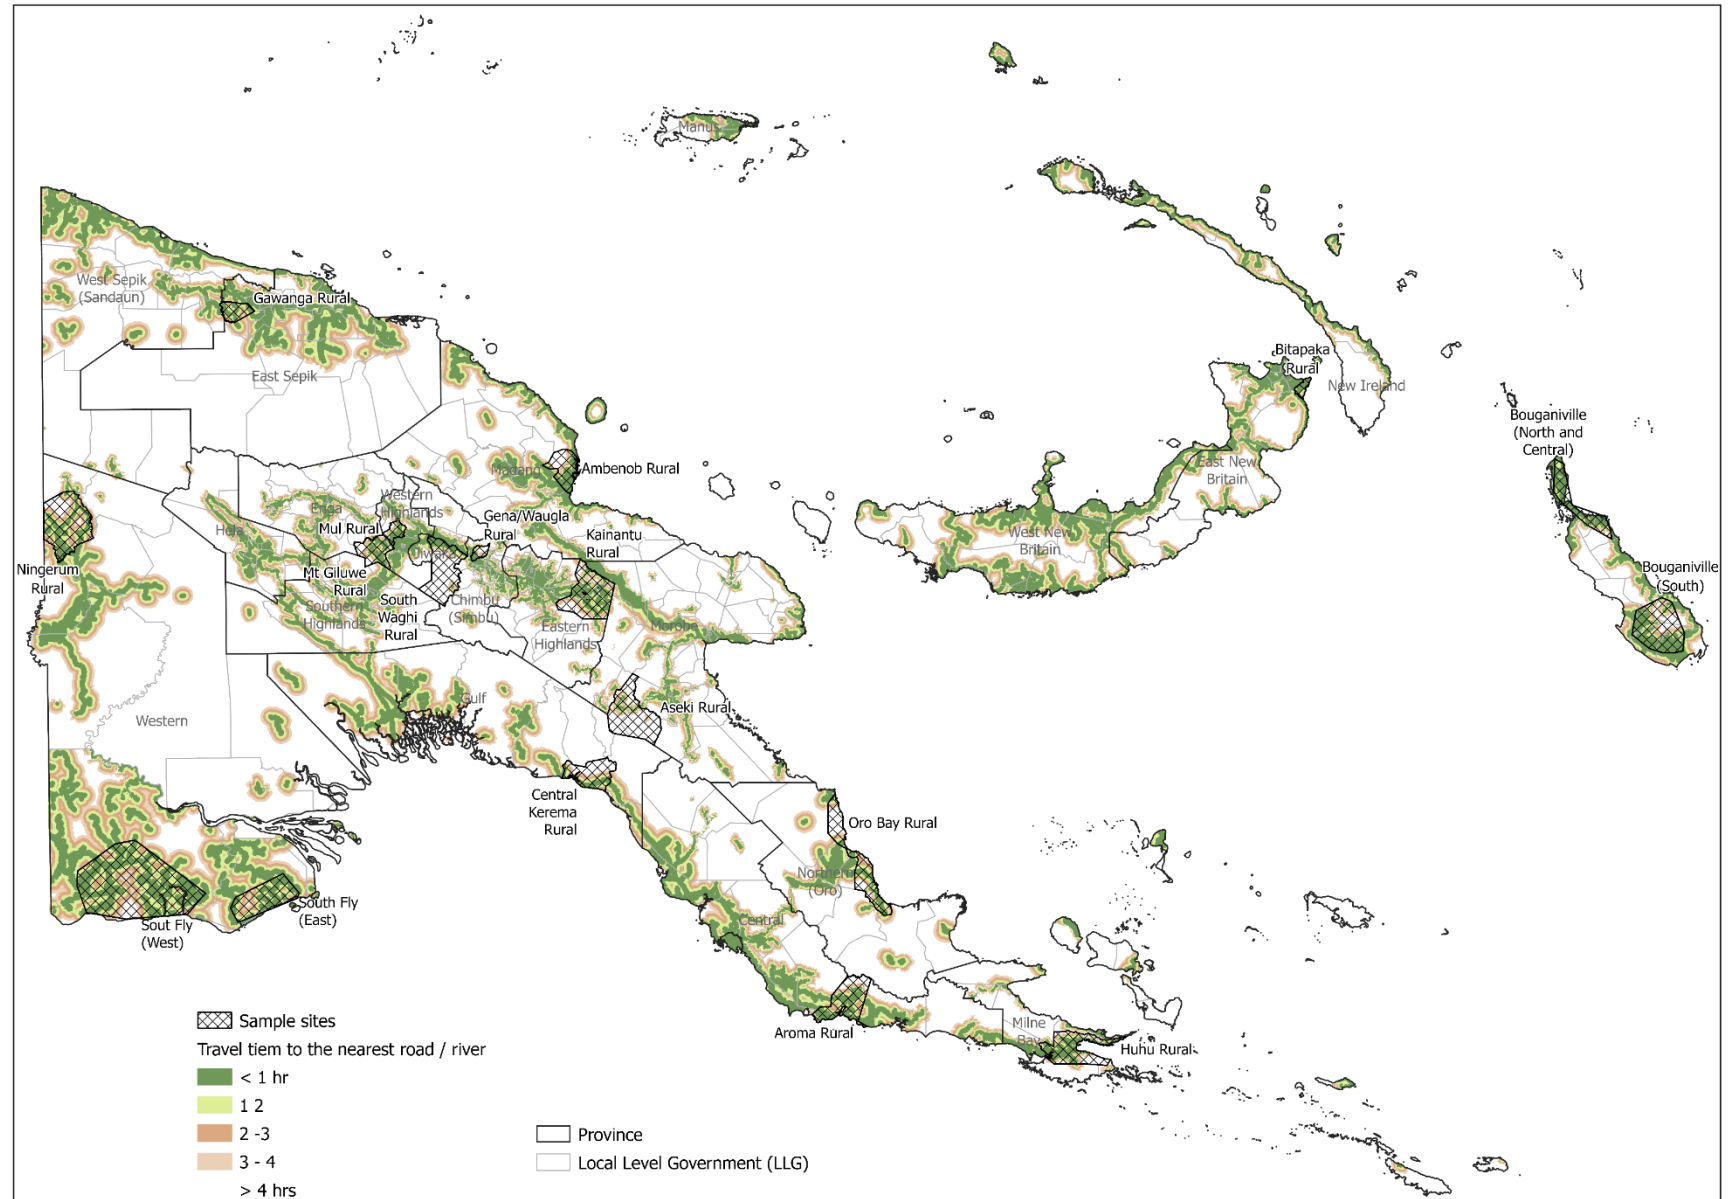 Manus
West Sepik
(Sandaun)
Gawanga Rural
East Sepik
Bitapaka
Rural
New Ireland
Bouganiville
(North and
Central)
East New
Britain
West New
Britain
Bouganiville
(South)
Madang
Ambenob Rural
Western
Highlands
Enga
Mul Rural
Gena/Waugla
Rural
Kainantu
Rural
Hela
Jiwaka
Ningerum
Rural
Mt Giluwe
Rural
Southern
Highlands
South
Waghi
Rural
Chimbu
(Simbu)
Eastern
Highlands
Morobe
Western
Gulf
Aseki Rural
Central
Kerema
Rural
Oro Bay Rural
Northern
(Oro)
South Fly
(East)
Sout Fly
(West)
Central
Aroma Rural
Milne
Bay
Huhu Rural
Sample sites
Travel tiem to the nearest road / river
< 1 hr
1 2
2 -3
3 - 4
> 4 hrs
Province
Local Level Government (LLG)